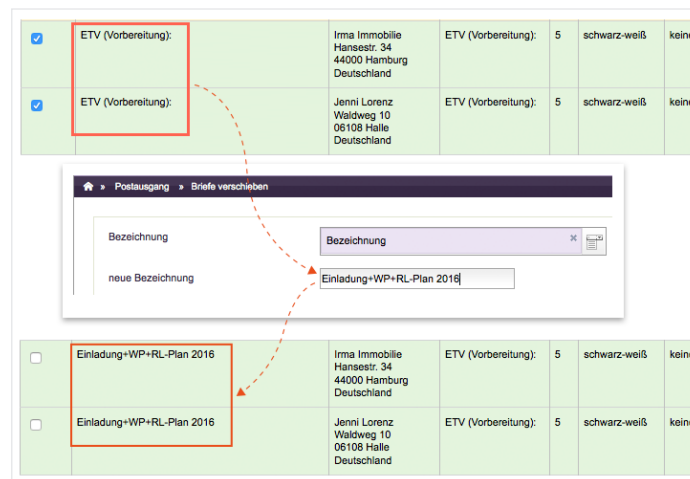 ETV (Vorbereitung): Irma Immobilie ETV (Vorbereitung): 5 schwarz-weiß
Hansestr. 34
44000 Hamburg
Deutschland
ETV (Vorbereitung): Jenni Lorenz ETV (Vorbereitung): 5 schwarz-weiß
Waldweg 10
06108 Halle
Deutschland
» Postausgang » Briefe verschieben
Bezeichnung Bezeichnung ×
neue Bezeichnung Einladung+WP+RL-Plan 2016
Einladung+WP+RL-Plan 2016 Irma Immobilie ETV (Vorbereitung): 5 schwarz-weiß
Hansestr. 34
44000 Hamburg
Deutschland
Einladung+WP+RL-Plan 2016 Jenni Lorenz ETV (Vorbereitung): 5 schwarz-weiß
Waldweg 10
06108 Halle
Deutschland